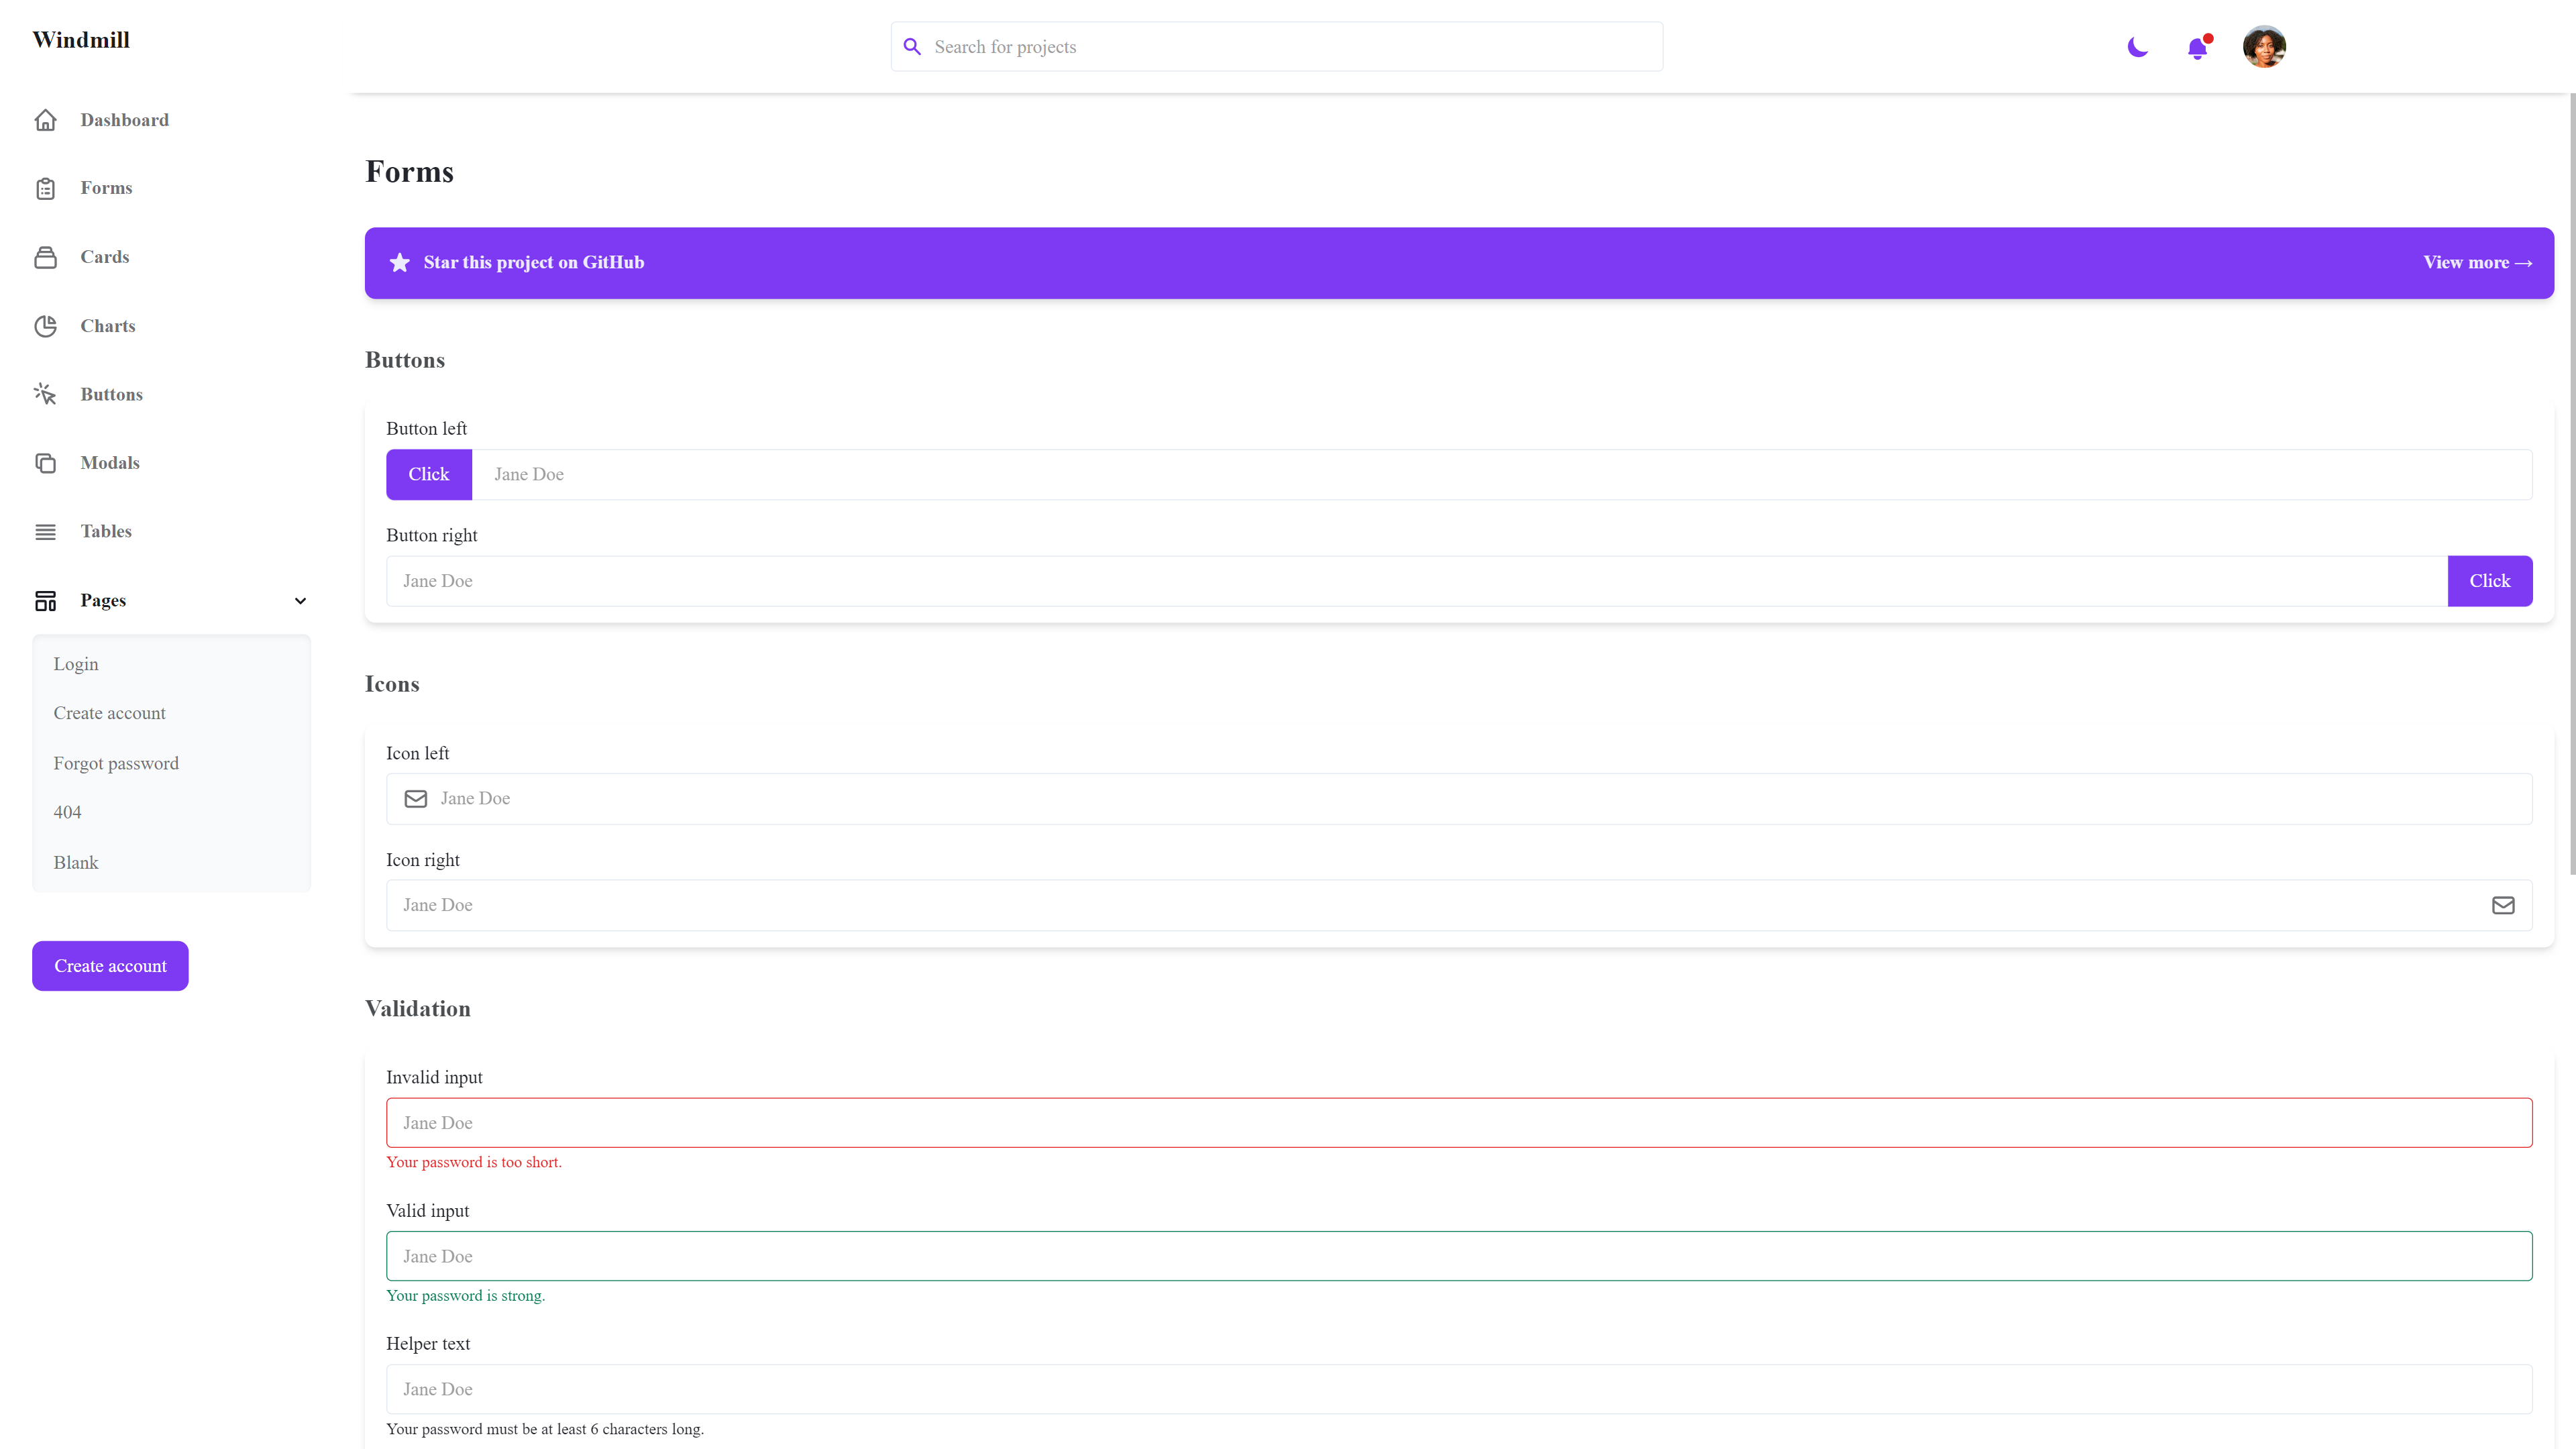 Windmill
Search for projects
Dashboard
Forms
Cards
Charts
Buttons
Modals
Tables
Pages
Login
Create account
Forgot password
404
Blank
Create account
Forms
Star this project on GitHub
View more →
Buttons
Button left
Click
Jane Doe
Button right
Jane Doe
Click
Icons
Icon left
Jane Doe
Icon right
Jane Doe
Validation
Invalid input
Jane Doe
Your password is too short.
Valid input
Jane Doe
Your password is strong.
Helper text
Jane Doe
Your password must be at least 6 characters long.